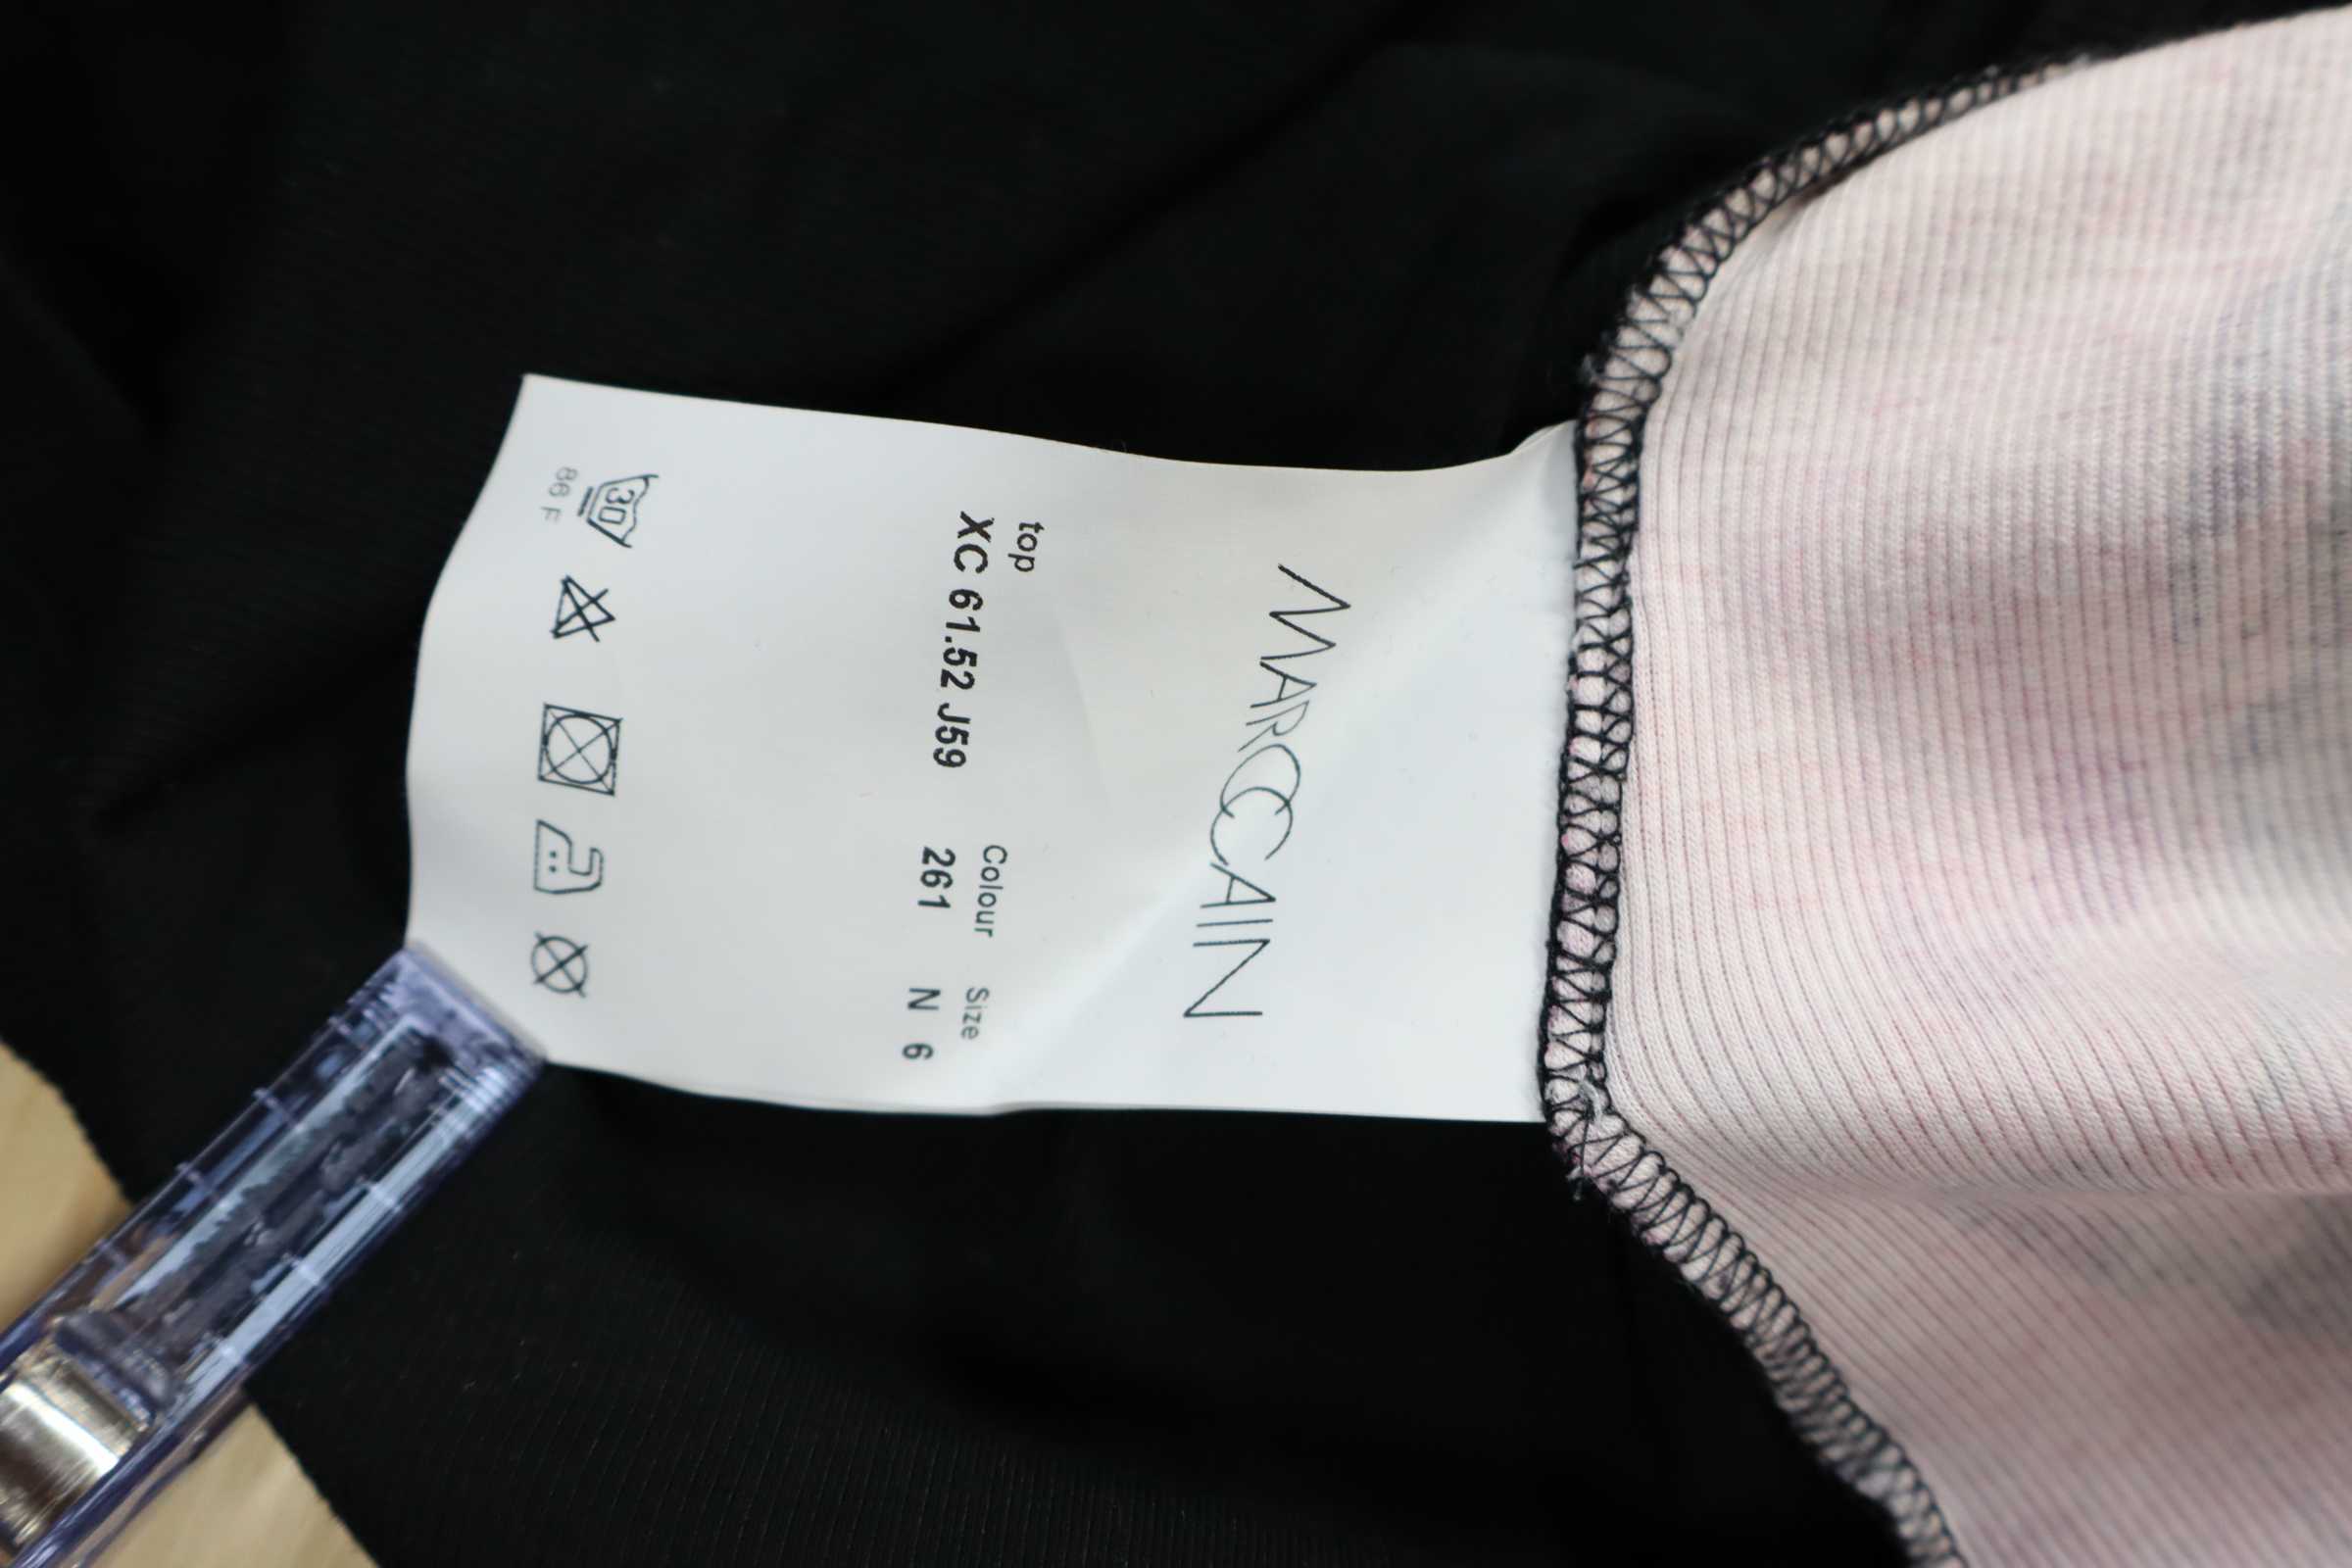 MARCCAIN
top Colour Size
XC 61.52 J59 261 N 6
30
86 F